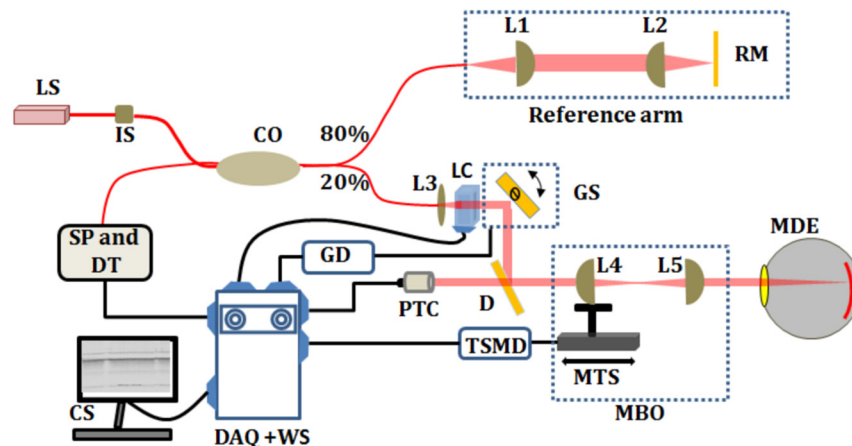 L1
L2
RM
Reference arm
LS
IS
CO
80%
20%
L3
LC
GS
MDE
SP and
DT
GD
PTC
D
L4
L5
TSMD
MTS
MBO
CS
DAQ +WS